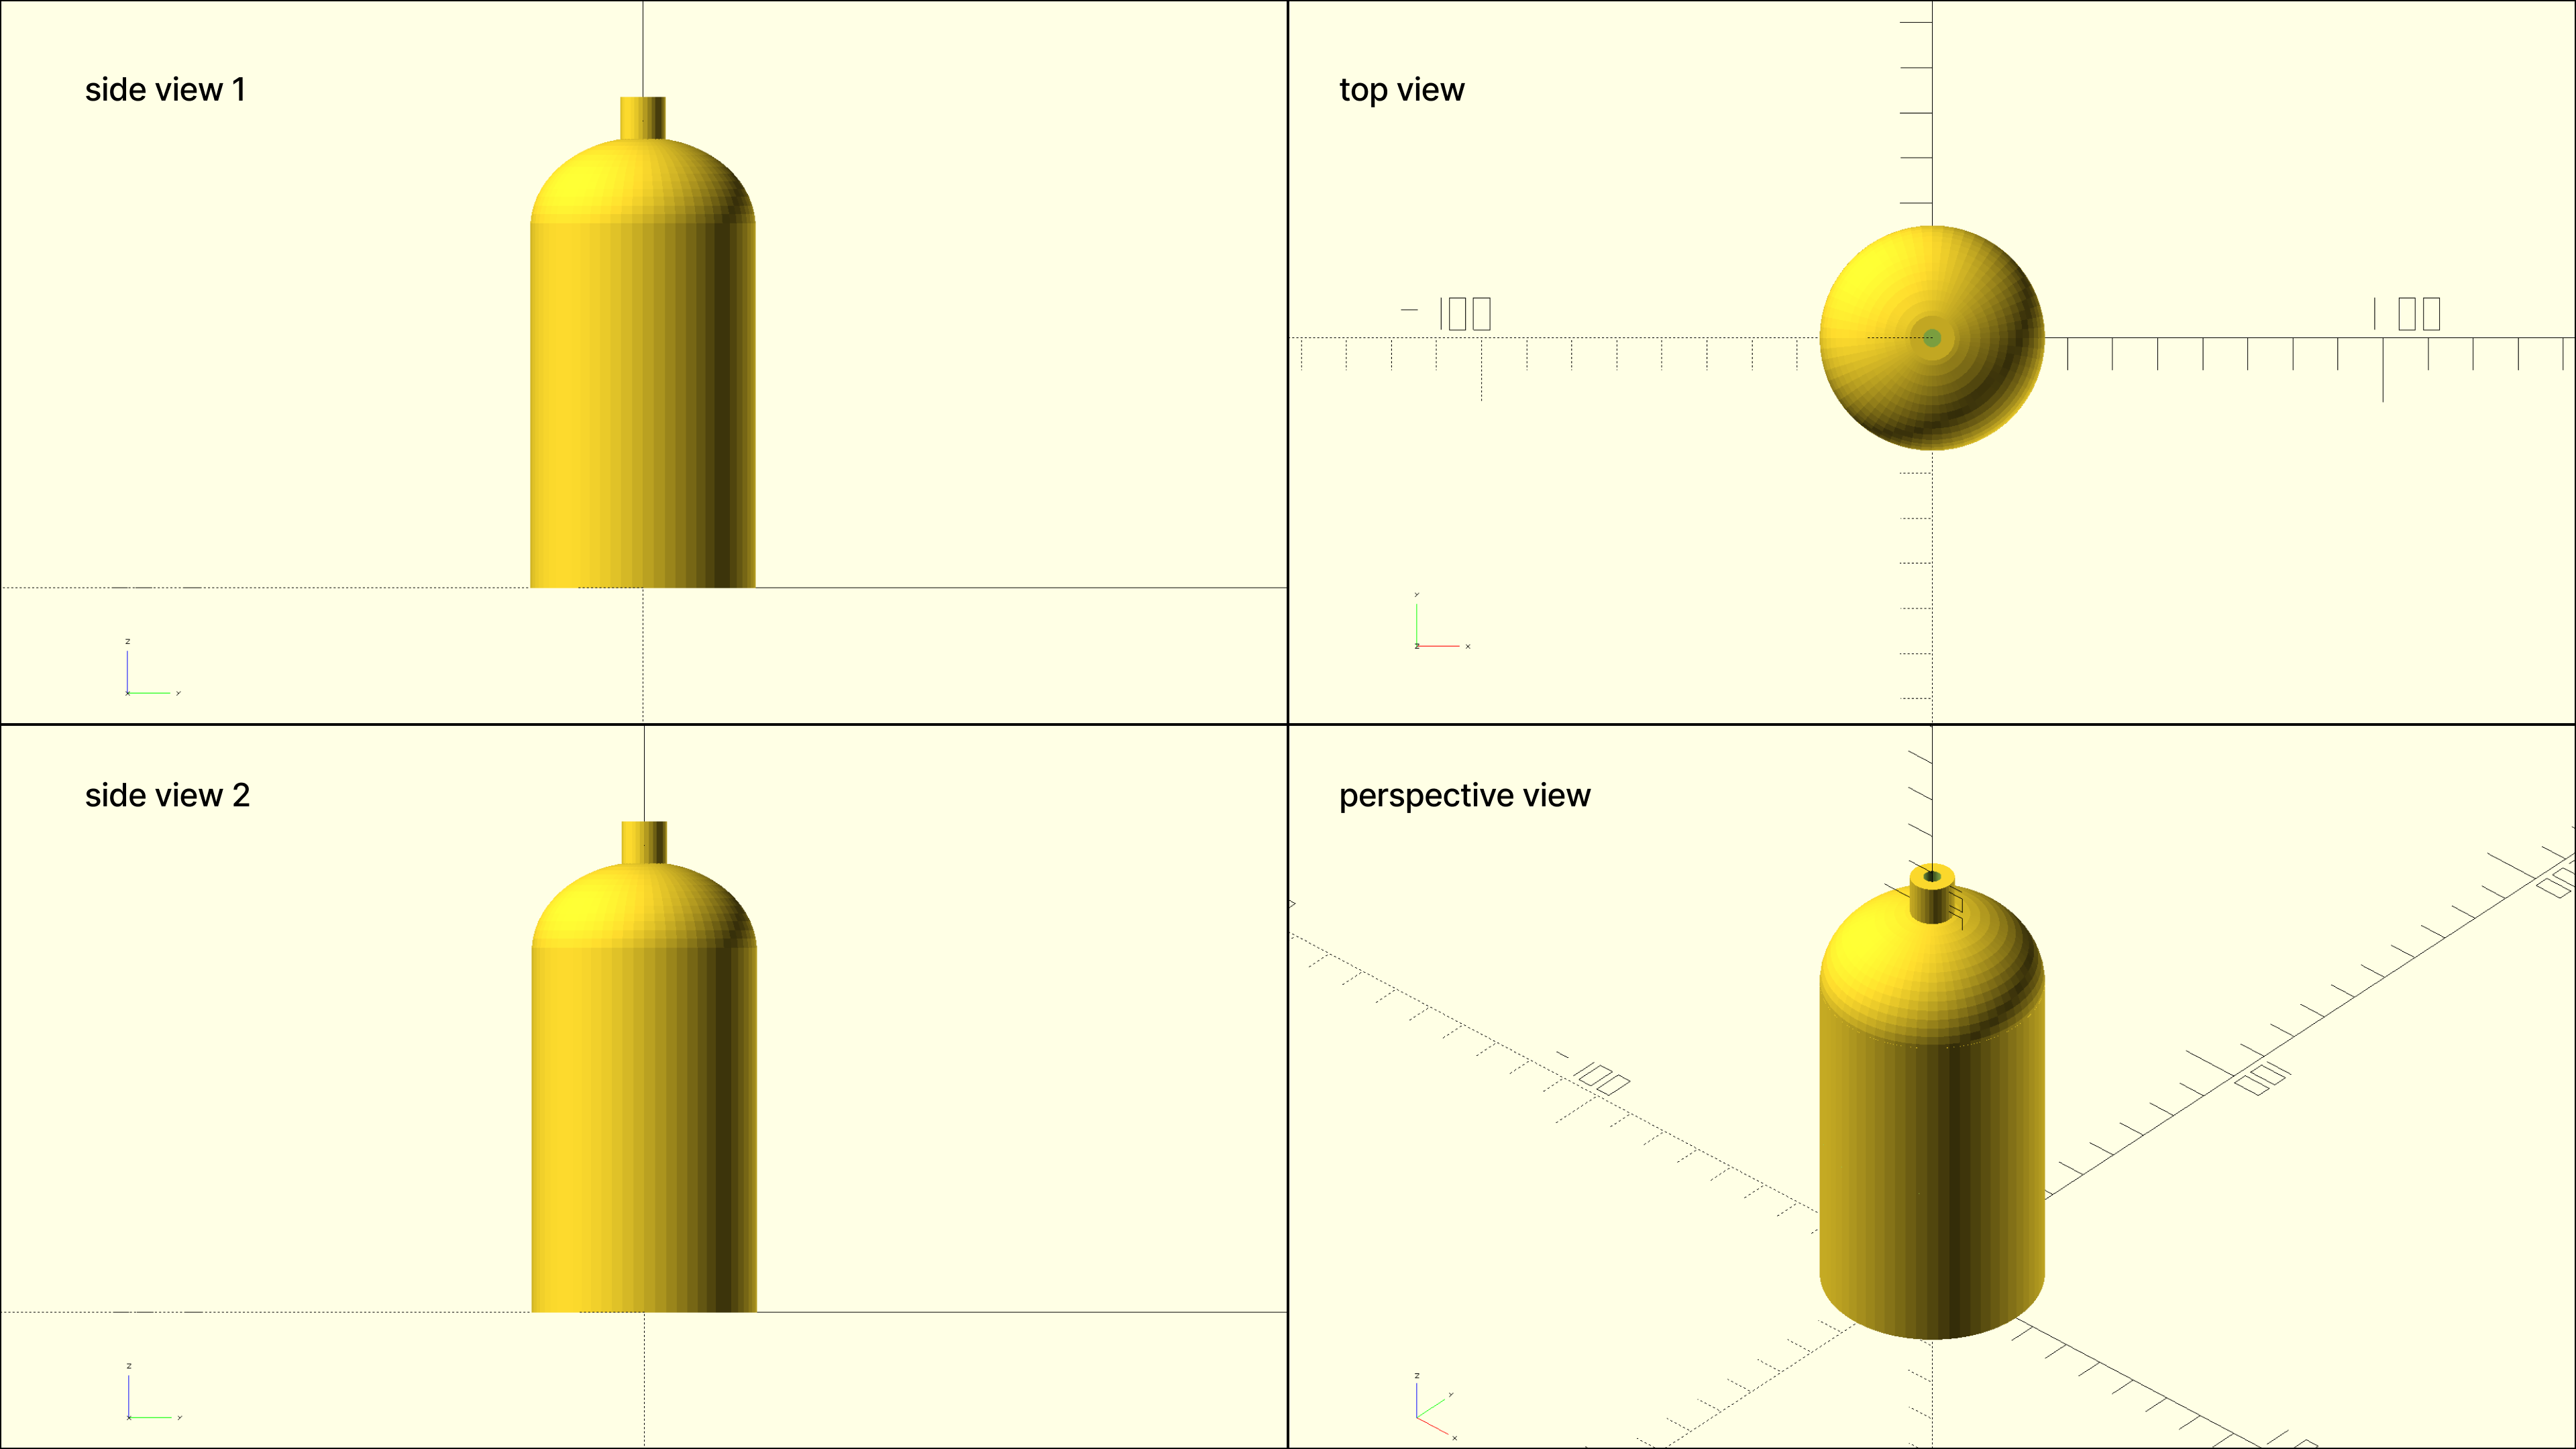 side view 1
z
y
x
top view
- 100
100
y
z
x
side view 2
z
y
x
perspective view
- 100
100
z
y
x